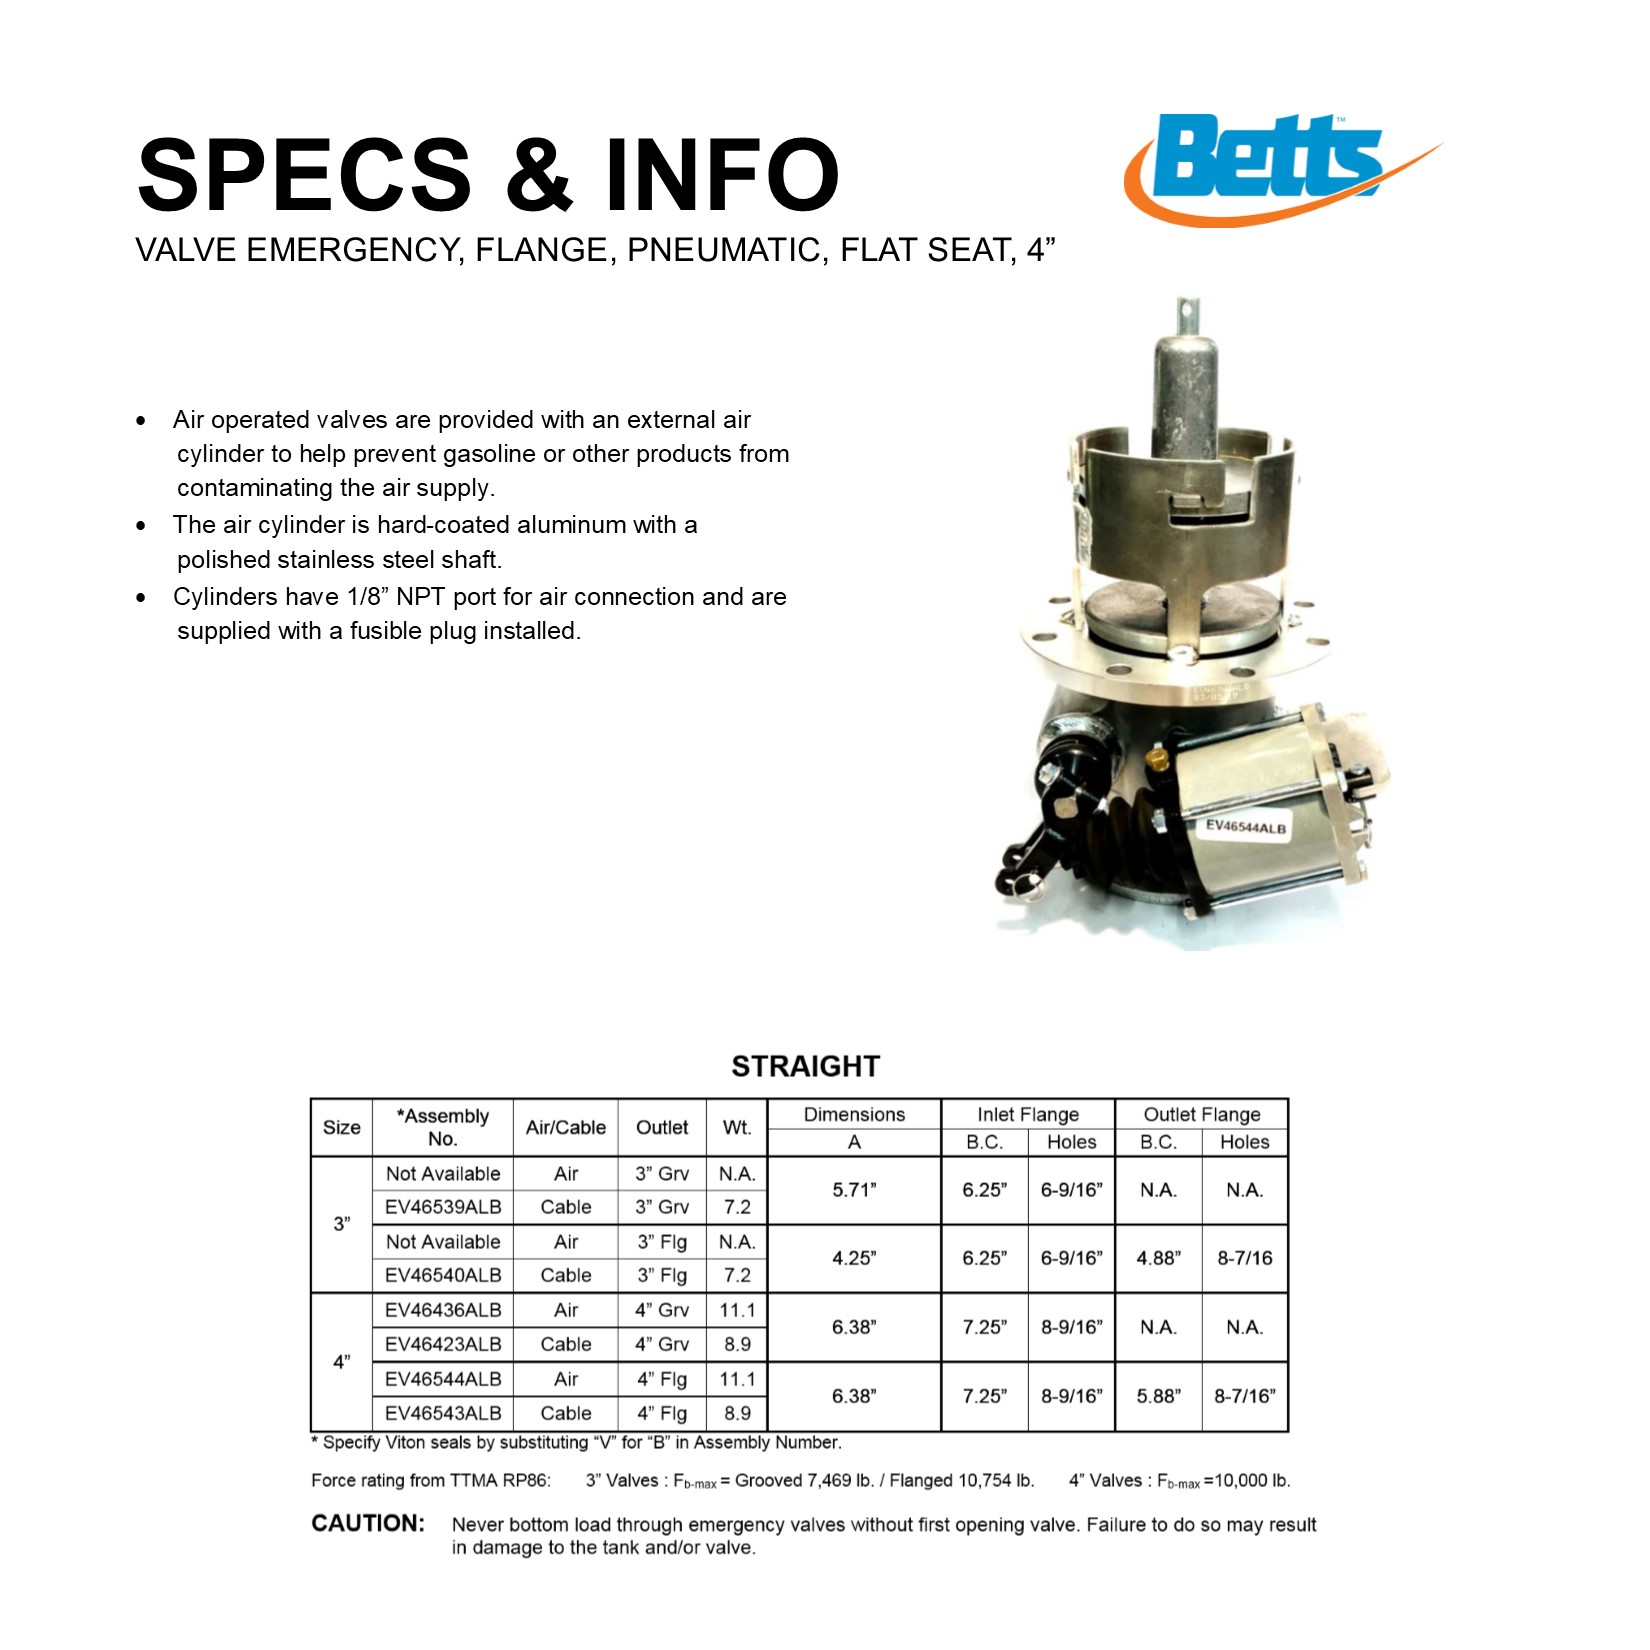 Betts™
SPECS & INFO
VALVE EMERGENCY, FLANGE, PNEUMATIC, FLAT SEAT, 4”
• Air operated valves are provided with an external air
cylinder to help prevent gasoline or other products from
contaminating the air supply.
• The air cylinder is hard-coated aluminum with a
polished stainless steel shaft.
• Cylinders have 1/8” NPT port for air connection and are
supplied with a fusible plug installed.
EV46544ALB
STRAIGHT
Size *Assembly No. Air/Cable Outlet Wt. Dimensions Inlet Flange Outlet Flange
A B.C. Holes B.C. Holes
3” Not Available Air 3” Grv N.A. 5.71” 6.25” 6-9/16” N.A. N.A.
EV46539ALB Cable 3” Grv 7.2
Not Available Air 3” Flg N.A. 4.25” 6.25” 6-9/16” 4.88” 8-7/16
EV46540ALB Cable 3” Flg 7.2
4” EV46436ALB Air 4” Grv 11.1 6.38” 7.25” 8-9/16” N.A. N.A.
EV46423ALB Cable 4” Grv 8.9
EV46544ALB Air 4” Flg 11.1 6.38” 7.25” 8-9/16” 5.88” 8-7/16”
EV46543ALB Cable 4” Flg 8.9
* Specify Viton seals by substituting “V” for “B” in Assembly Number.
Force rating from TTMA RP86: 3” Valves : Fb-max = Grooved 7,469 lb. / Flanged 10,754 lb. 4” Valves : Fb-max =10,000 lb.
CAUTION: Never bottom load through emergency valves without first opening valve. Failure to do so may result
in damage to the tank and/or valve.